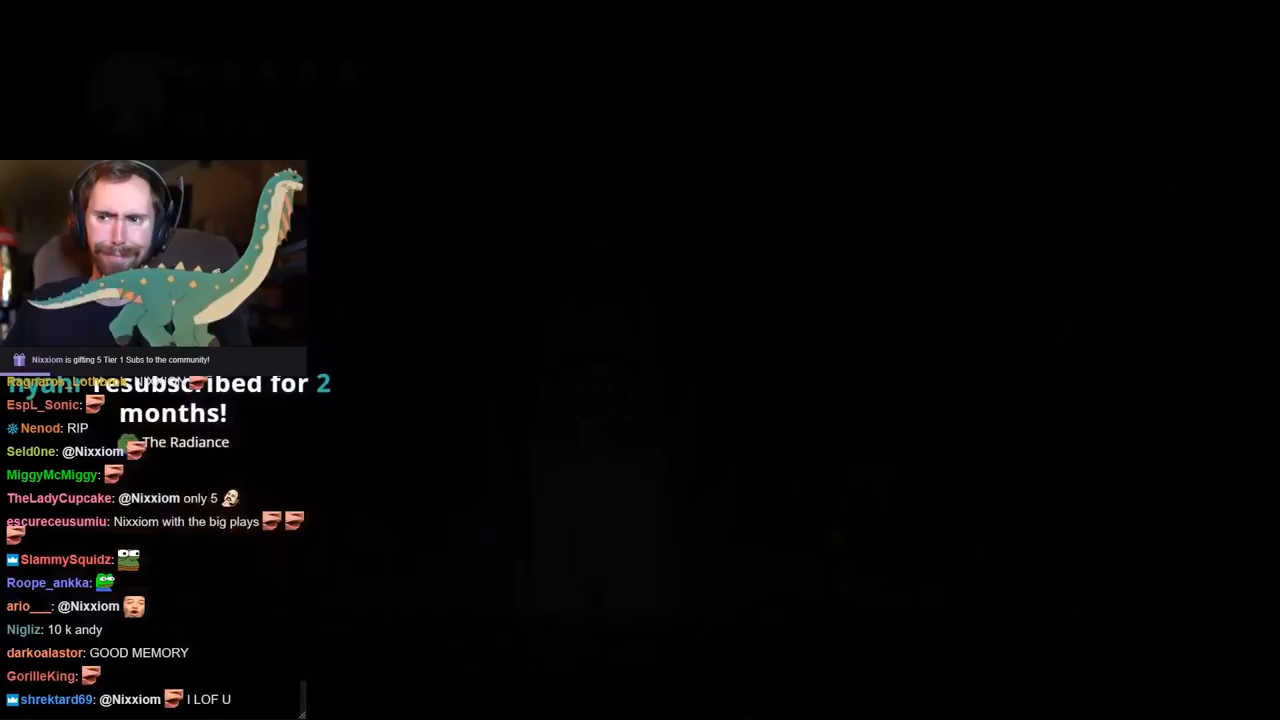 Nixxiom is gifting 5 Tier 1 Subs to the community!
resubscribed for 2
months!
The Radiance
EspL_Sonic:
Nenod: RIP
Seld0ne: @Nixxiom
MiggyMcMiggy:
TheLadyCupcake: @Nixxiom only 5
escureceusumiu: Nixxiom with the big plays
SlammySquidz:
Roope_ankka:
ario___: @Nixxiom
Nigliz: 10 k andy
darkoalastor: GOOD MEMORY
GorilleKing:
shrektard69: @Nixxiom I LOF U